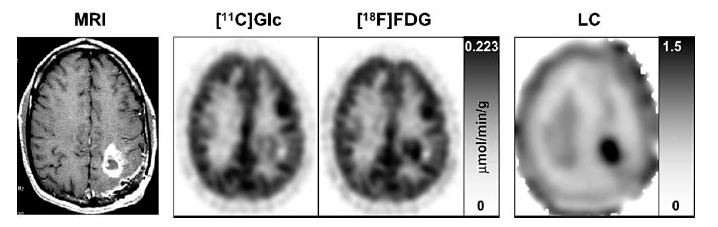 MRI
[¹¹C]Glc
[¹⁸F]FDG
LC
0.223
μmol/min/g
0
1.5
0